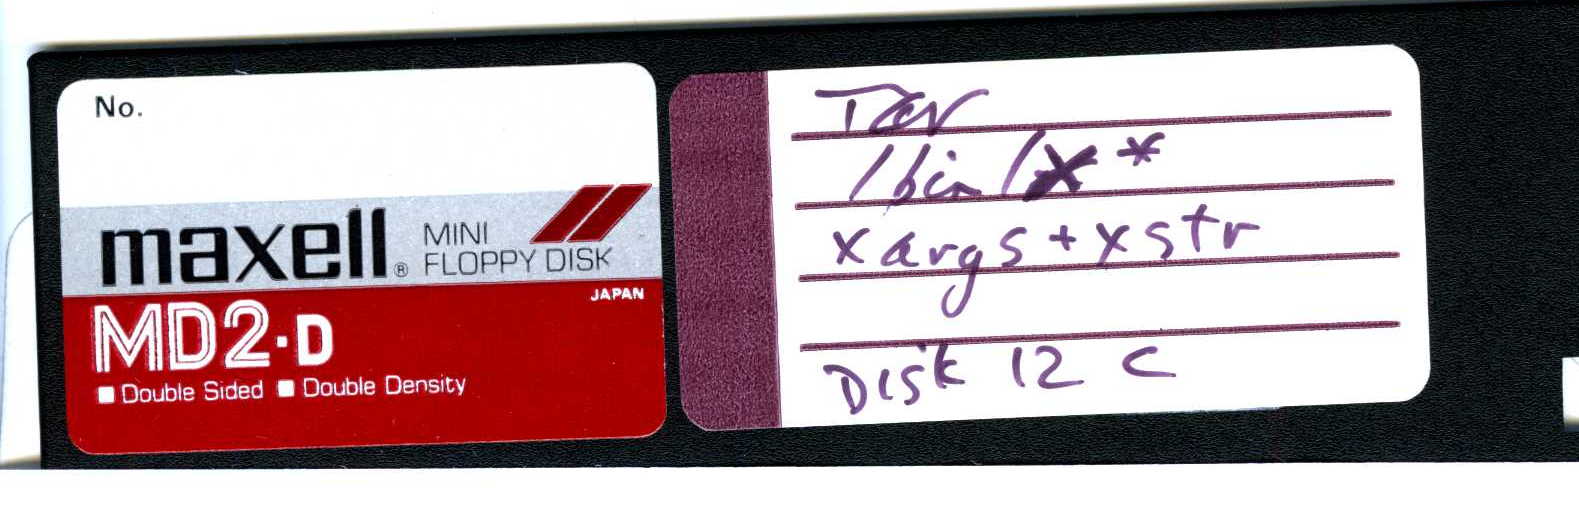 No.
maxell® MINI FLOPPY DISK
JAPAN
MD2-D
Double Sided Double Density
Tar
/bin/x*
xargs + xstr
Disk 12 C